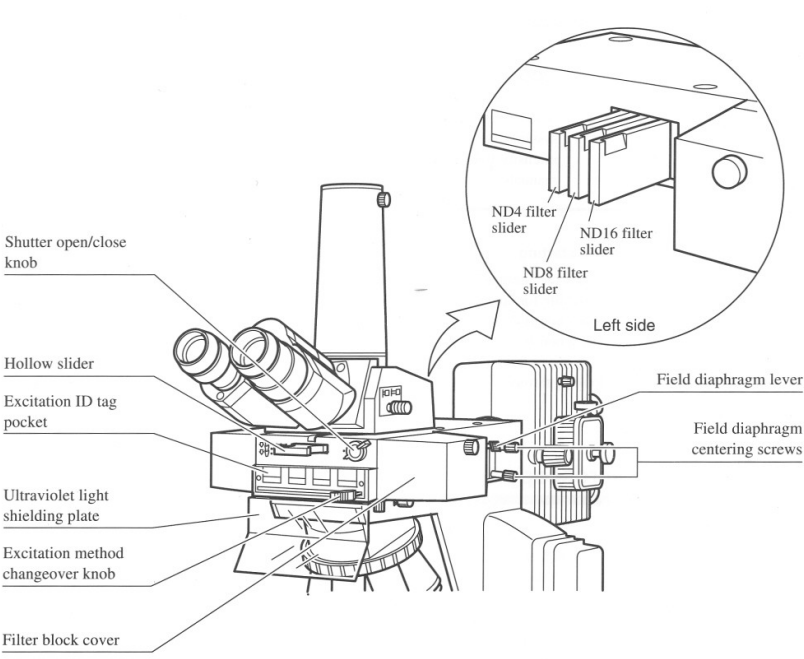 ND4 filter
slider
ND16 filter
slider
ND8 filter
slider
Left side
Shutter open/close
knob
Hollow slider
Excitation ID tag
pocket
Ultraviolet light
shielding plate
Excitation method
changeover knob
Filter block cover
Field diaphragm lever
Field diaphragm
centering screws